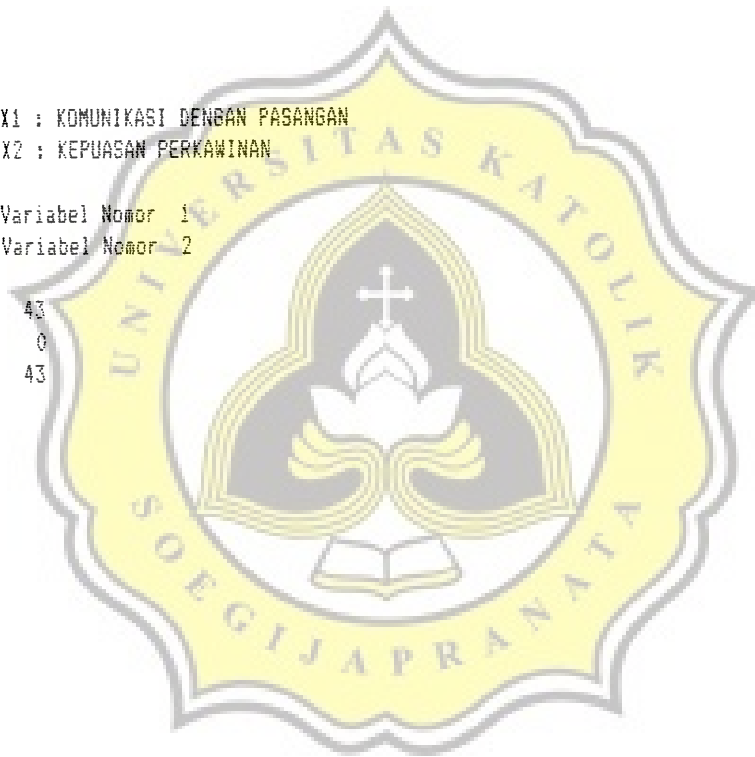 X1 : KOMUNIKASI DENGAN PASANGAN
X2 : KEPUASAN PERKAWINAN
Variabel Nomor 1
Variabel Nomor 2
43
0
43
UNIVERSITAS KATOLIK
SOEGIJAPRANATA